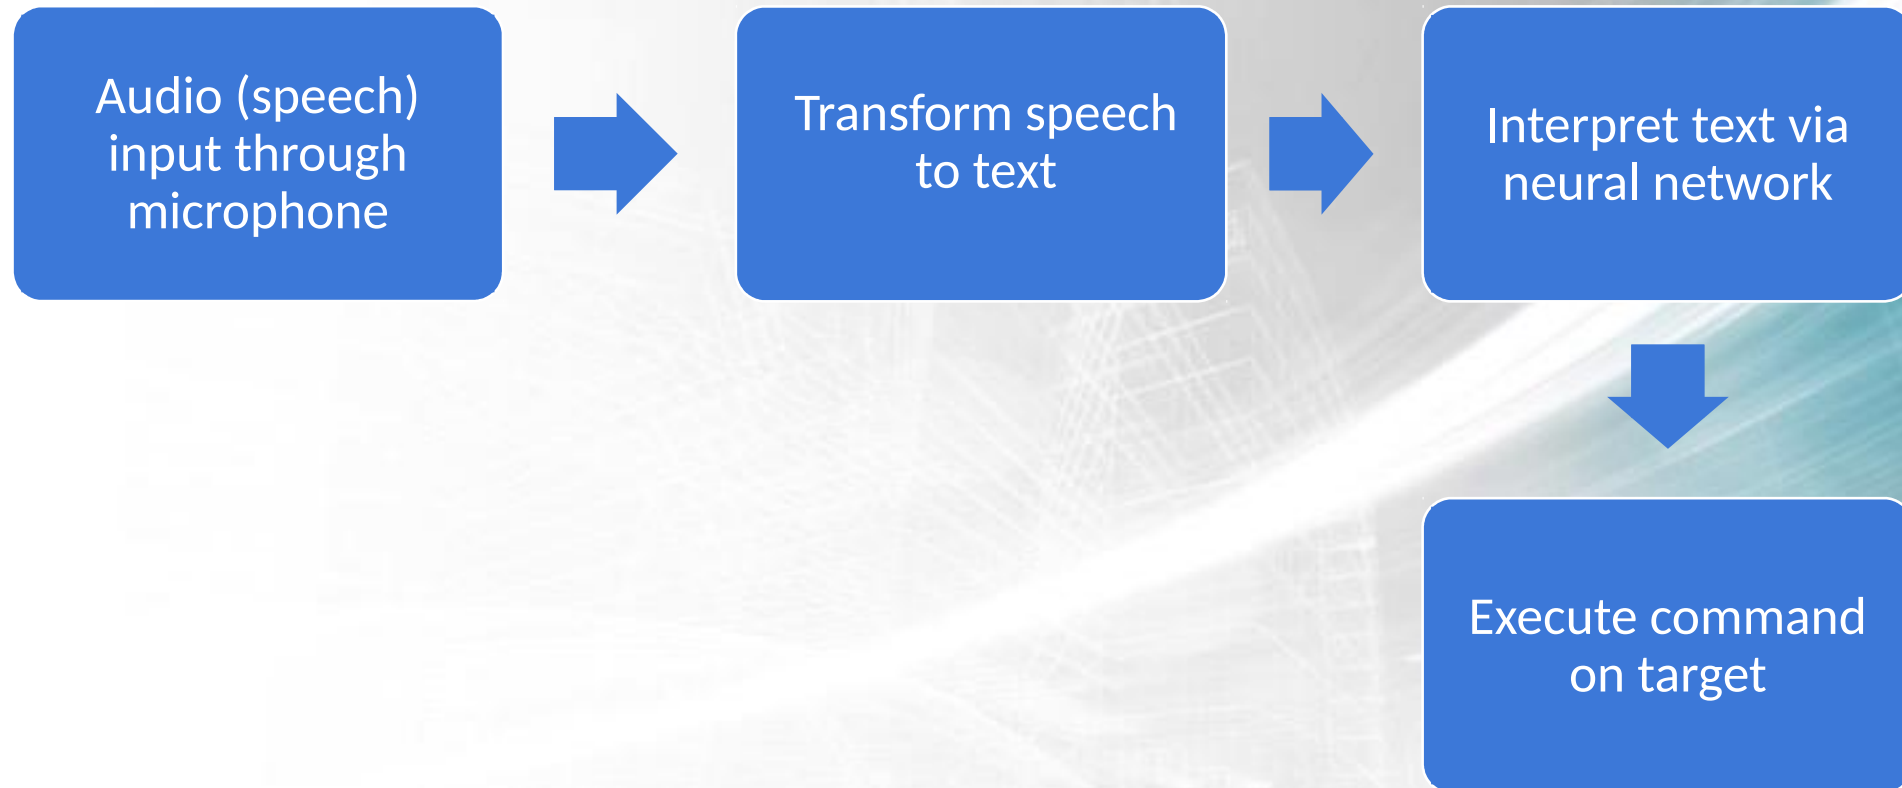 Audio (speech)
input through
microphone
Transform speech
to text
Interpret text via
neural network
Execute command
on target